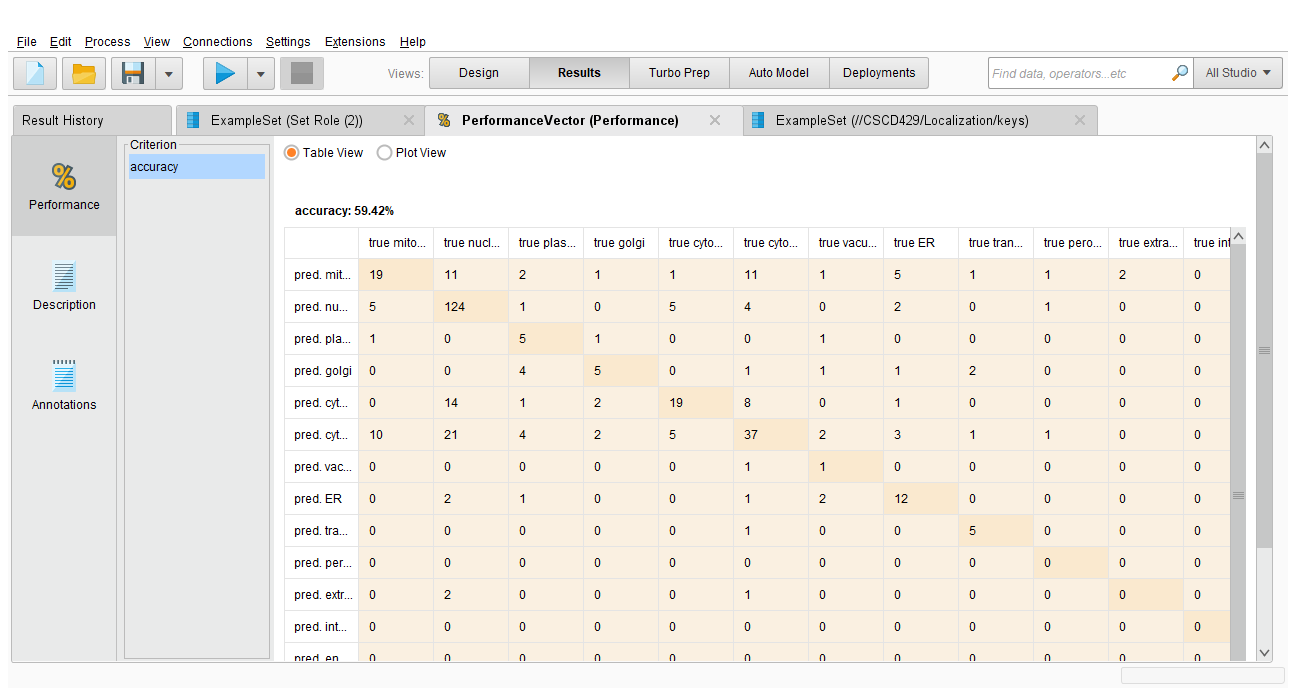 File Edit Process View Connections Settings Extensions Help
Views: Design Results Turbo Prep Auto Model Deployments Find data, operators...etc All Studio
Result History ExampleSet (Set Role (2)) PerformanceVector (Performance) ExampleSet (//CSCD429/Localization/keys)
Performance
Description
Annotations
Criterion
accuracy
Table View Plot View
accuracy: 59.42%
true mito... true nucl... true plas... true golgi true cyto... true cyto... true vacu... true ER true tran... true pero... true extra... true int
pred. mit... 19 11 2 1 1 11 1 5 1 1 2 0
pred. nu... 5 124 1 0 5 4 0 2 0 1 0 0
pred. pla... 1 0 5 1 0 0 1 0 0 0 0 0
pred. golgi 0 0 4 5 0 1 1 1 2 0 0 0
pred. cyt... 0 14 1 2 19 8 0 1 0 0 0 0
pred. cyt... 10 21 4 2 5 37 2 3 1 1 0 0
pred. vac... 0 0 0 0 0 1 1 0 0 0 0 0
pred. ER 0 2 1 0 0 1 2 12 0 0 0 0
pred. tra... 0 0 0 0 0 1 0 0 5 0 0 0
pred. per... 0 0 0 0 0 0 0 0 0 0 0 0
pred. extr... 0 2 0 0 0 1 0 0 0 0 0 0
pred. int... 0 0 0 0 0 0 0 0 0 0 0 0
pred. en 0 0 0 0 0 0 0 0 0 0 0 0